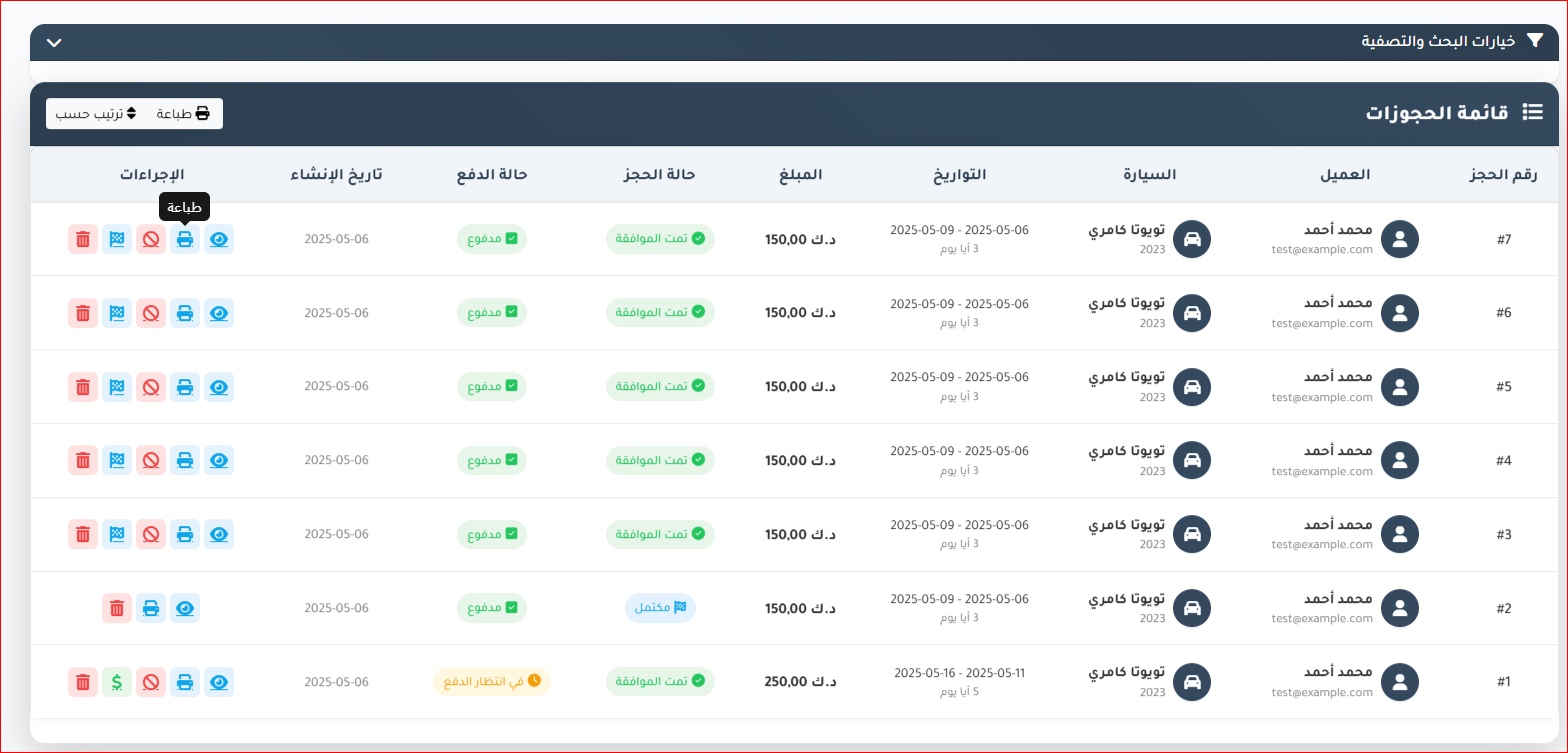 خيارات البحث والتصفية
قائمة الحجوزات
طباعة ترتيب حسب
رقم الحجز العميل السيارة التواريخ المبلغ حالة الحجز حالة الدفع تاريخ الإنشاء الإجراءات
طباعة
#7 محمد أحمد تويوتا كامري 2025-05-06 - 2025-05-09 د.ك 150,00 تمت الموافقة مدفوع 2025-05-06
test@example.com 2023 3 أيا يوم
#6 محمد أحمد تويوتا كامري 2025-05-06 - 2025-05-09 د.ك 150,00 تمت الموافقة مدفوع 2025-05-06
test@example.com 2023 3 أيا يوم
#5 محمد أحمد تويوتا كامري 2025-05-06 - 2025-05-09 د.ك 150,00 تمت الموافقة مدفوع 2025-05-06
test@example.com 2023 3 أيا يوم
#4 محمد أحمد تويوتا كامري 2025-05-06 - 2025-05-09 د.ك 150,00 تمت الموافقة مدفوع 2025-05-06
test@example.com 2023 3 أيا يوم
#3 محمد أحمد تويوتا كامري 2025-05-06 - 2025-05-09 د.ك 150,00 تمت الموافقة مدفوع 2025-05-06
test@example.com 2023 3 أيا يوم
#2 محمد أحمد تويوتا كامري 2025-05-06 - 2025-05-09 د.ك 150,00 مكتمل مدفوع 2025-05-06
test@example.com 2023 3 أيا يوم
#1 محمد أحمد تويوتا كامري 2025-05-11 - 2025-05-16 د.ك 250,00 تمت الموافقة في انتظار الدفع 2025-05-06
test@example.com 2023 5 أيا يوم